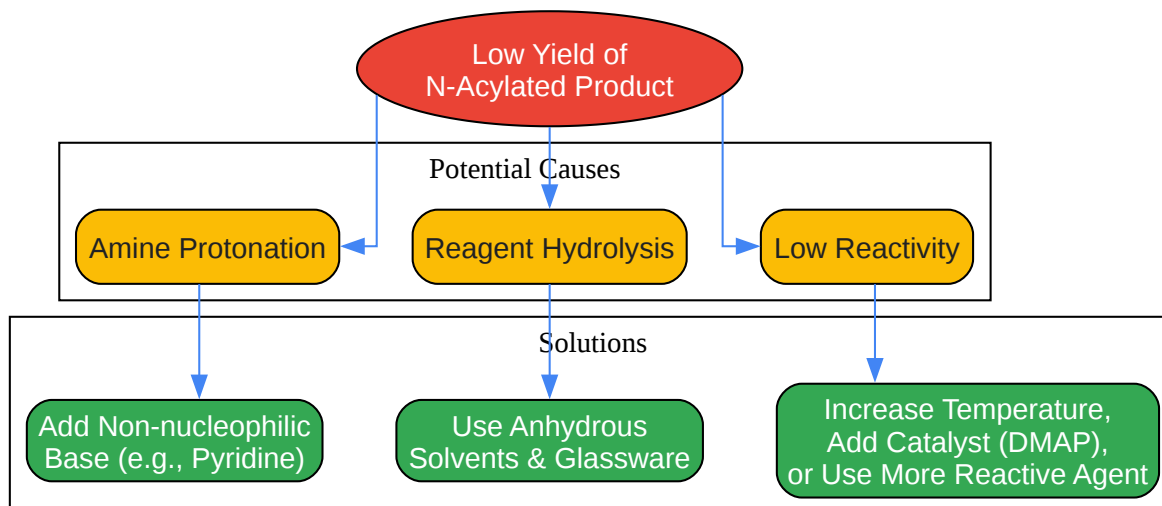 Low Yield of
N-Acylated Product
Potential Causes
Amine Protonation
Reagent Hydrolysis
Low Reactivity
Solutions
Add Non-nucleophilic
Base (e.g., Pyridine)
Use Anhydrous
Solvents & Glassware
Increase Temperature,
Add Catalyst (DMAP),
or Use More Reactive Agent